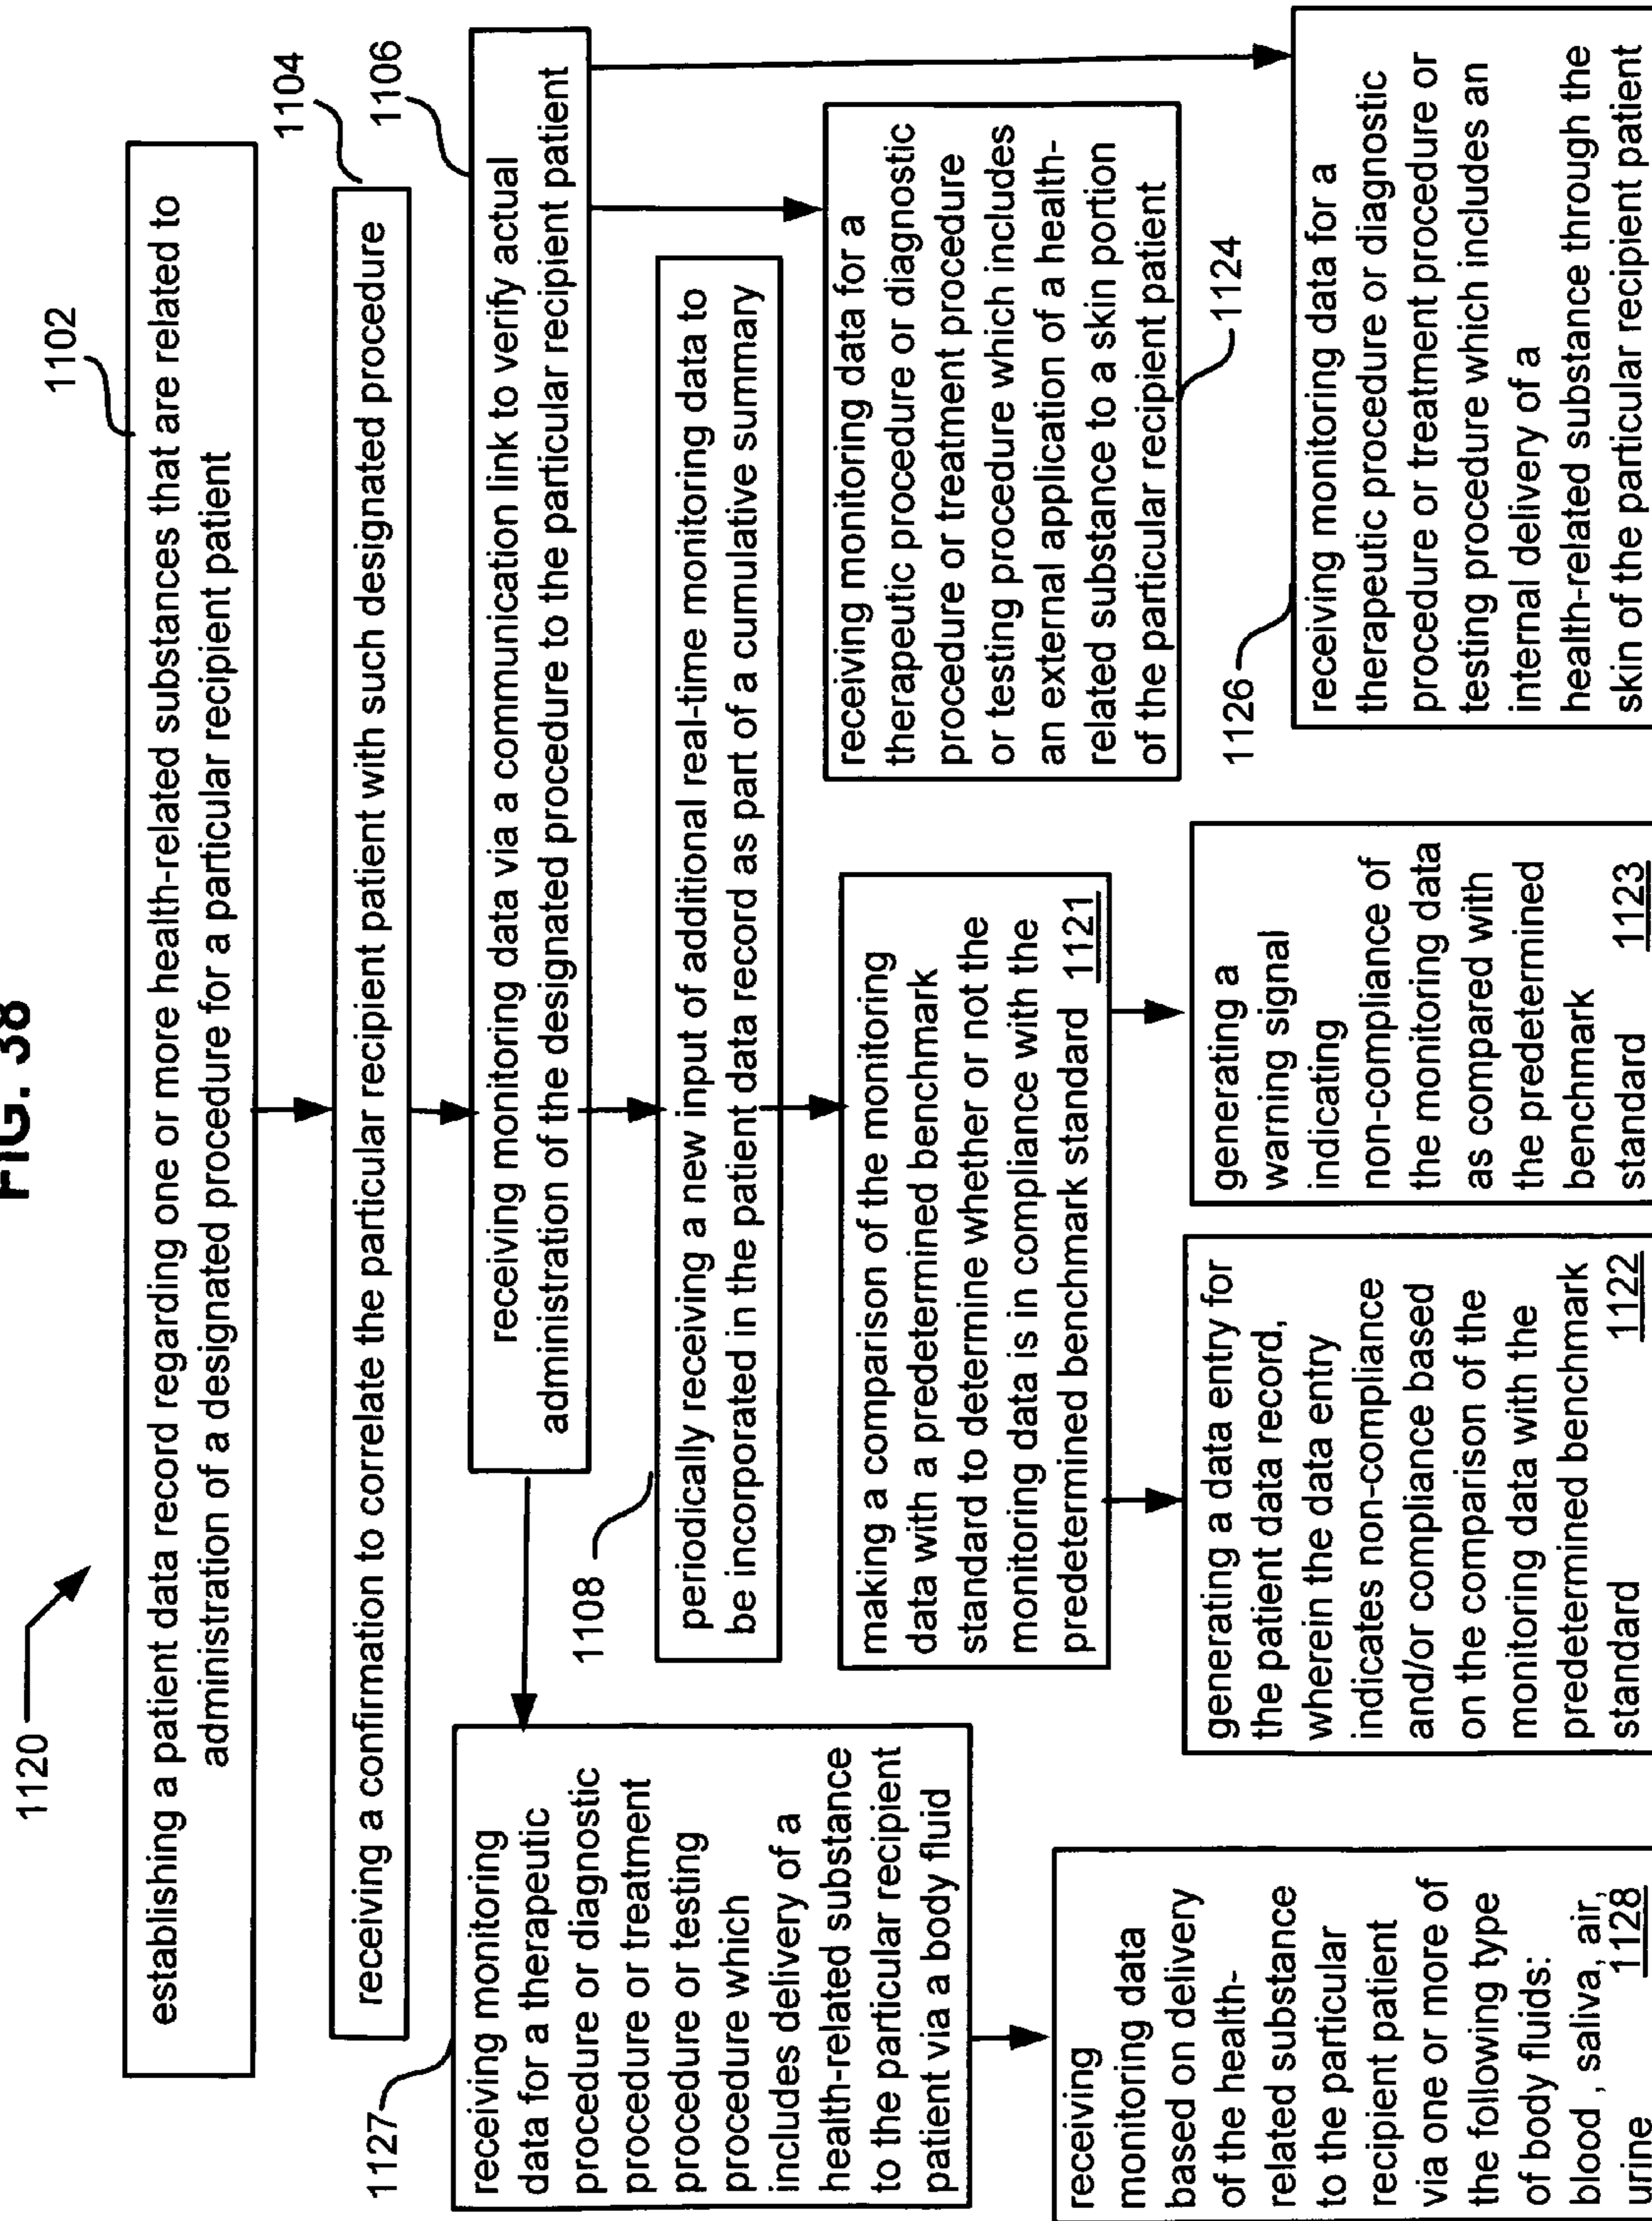 FIG. 38
1120
1102
establishing a patient data record regarding one or more health-related substances that are related to
administration of a designated procedure for a particular recipient patient
1104
receiving a confirmation to correlate the particular recipient patient with such designated procedure
1106
receiving monitoring data via a communication link to verify actual
administration of the designated procedure to the particular recipient patient
1127
receiving monitoring
data for a therapeutic
procedure or diagnostic
procedure or treatment
procedure or testing
procedure which
includes delivery of a
health-related substance
to the particular recipient
patient via a body fluid
1108
periodically receiving a new input of additional real-time monitoring data to
be incorporated in the patient data record as part of a cumulative summary
receiving monitoring data for a
therapeutic procedure or diagnostic
procedure or treatment procedure
or testing procedure which includes
an external application of a health-
related substance to a skin portion
of the particular recipient patient
1124
making a comparison of the monitoring
data with a predetermined benchmark
standard to determine whether or not the
monitoring data is in compliance with the
predetermined benchmark standard 1121
receiving
monitoring data
based on delivery
of the health-
related substance
to the particular
recipient patient
via one or more of
the following type
of body fluids:
blood , saliva, air,
urine 1128
generating a data entry for
the patient data record,
wherein the data entry
indicates non-compliance
and/or compliance based
on the comparison of the
monitoring data with the
predetermined benchmark
standard 1122
generating a
warning signal
indicating
non-compliance of
the monitoring data
as compared with
the predetermined
benchmark
standard 1123
1126
receiving monitoring data for a
therapeutic procedure or diagnostic
procedure or treatment procedure or
testing procedure which includes an
internal delivery of a
health-related substance through the
skin of the particular recipient patient